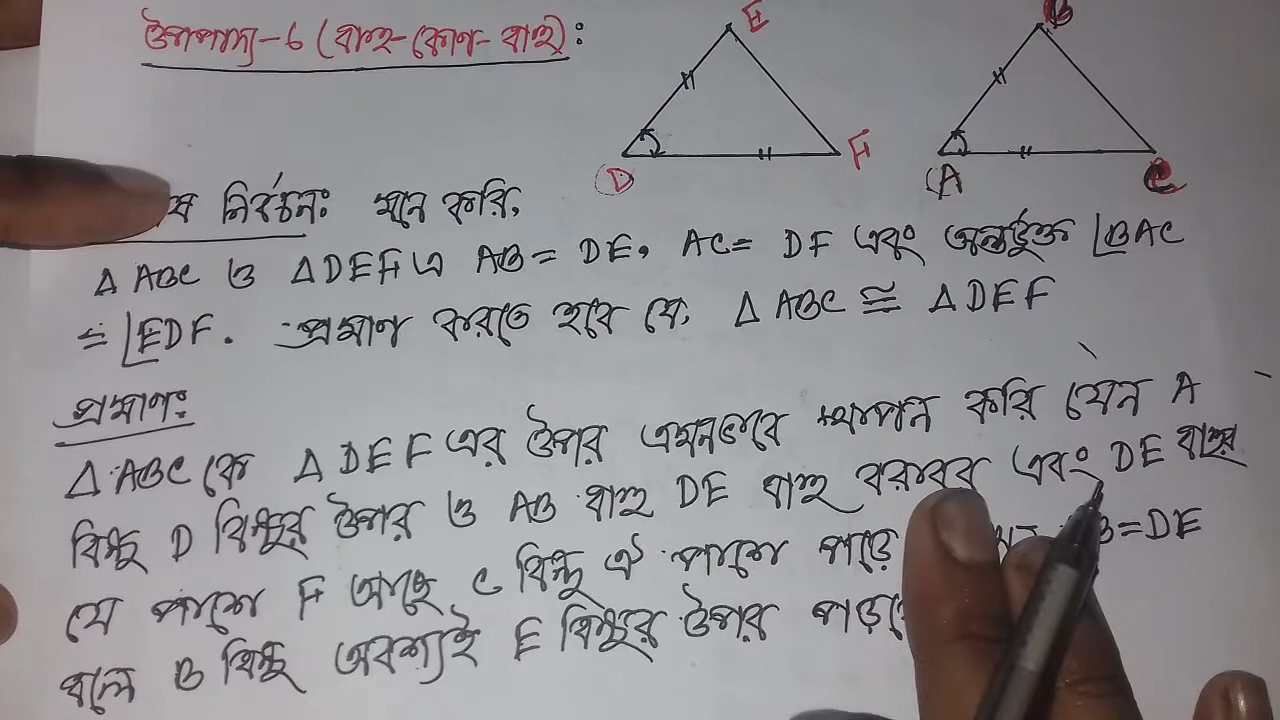 উপপাদ্য-৬ (বাহু-কোণ-বাহু):
E
B
D
F
A
C
নির্বচনঃ মনে করি,
Δ ABC ও Δ DEF এ AB = DE, AC = DF এবং অন্তর্ভুক্ত ∠BAC
= ∠EDF. প্রমাণ করতে হবে যে, Δ ABC ≅ Δ DEF
প্রমাণঃ
Δ ABC কে Δ DEF এর উপর এমনভাবে স্থাপন করি যেন A
বিন্দু D বিন্দুর উপর ও AB বাহু DE বাহু বরাবর এবং DE বাহুর
যে পাশে F আছে C বিন্দু ঐ পাশে পড়ে B = DE
বলে B বিন্দু অবশ্যই E বিন্দুর উপর